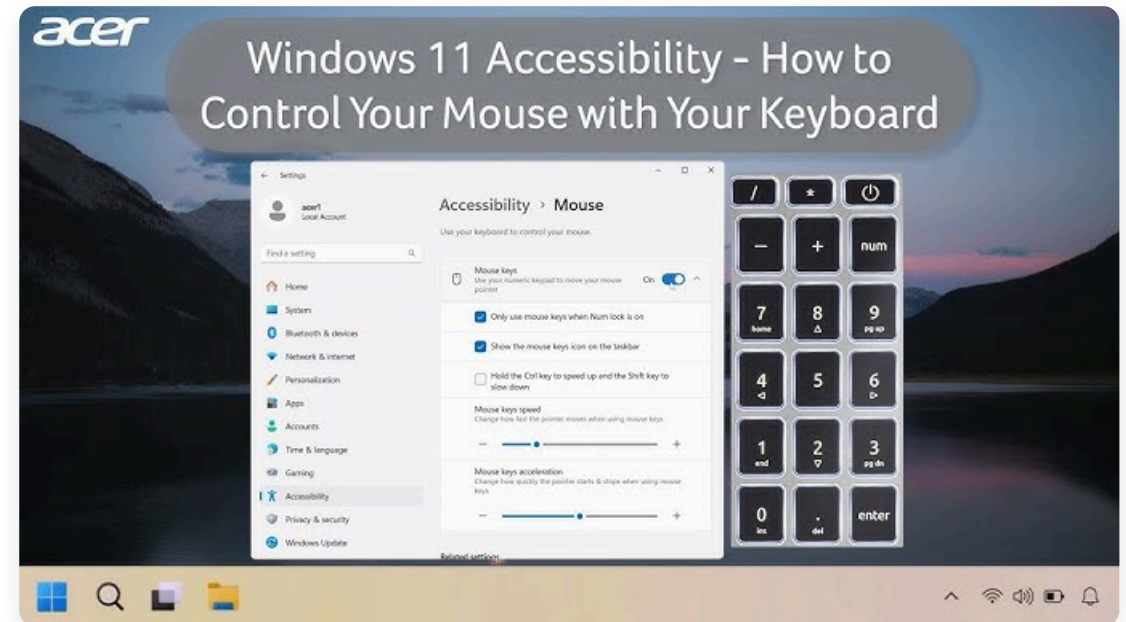 acer
Windows 11 Accessibility - How to
Control Your Mouse with Your Keyboard
Settings
acer1
Local Account
Find a setting
Home
System
Bluetooth & devices
Network & internet
Personalization
Apps
Accounts
Time & language
Gaming
Accessibility
Privacy & security
Windows Update
Accessibility > Mouse
Use your keyboard to control your mouse.
Mouse keys
Use your numeric keypad to move your mouse
pointer
On
Only use mouse keys when Num lock is on
Show the mouse keys icon on the taskbar
Hold the Ctrl key to speed up and the Shift key to
slow down
Mouse keys speed
Change how fast the pointer moves when using mouse keys
Mouse keys acceleration
Change how quickly the pointer starts & stops when using mouse
keys
Related settings
/ *
- + num
7 8 9
home pg up
4 5 6
1 2 3
end pg dn
0 . enter
ins del